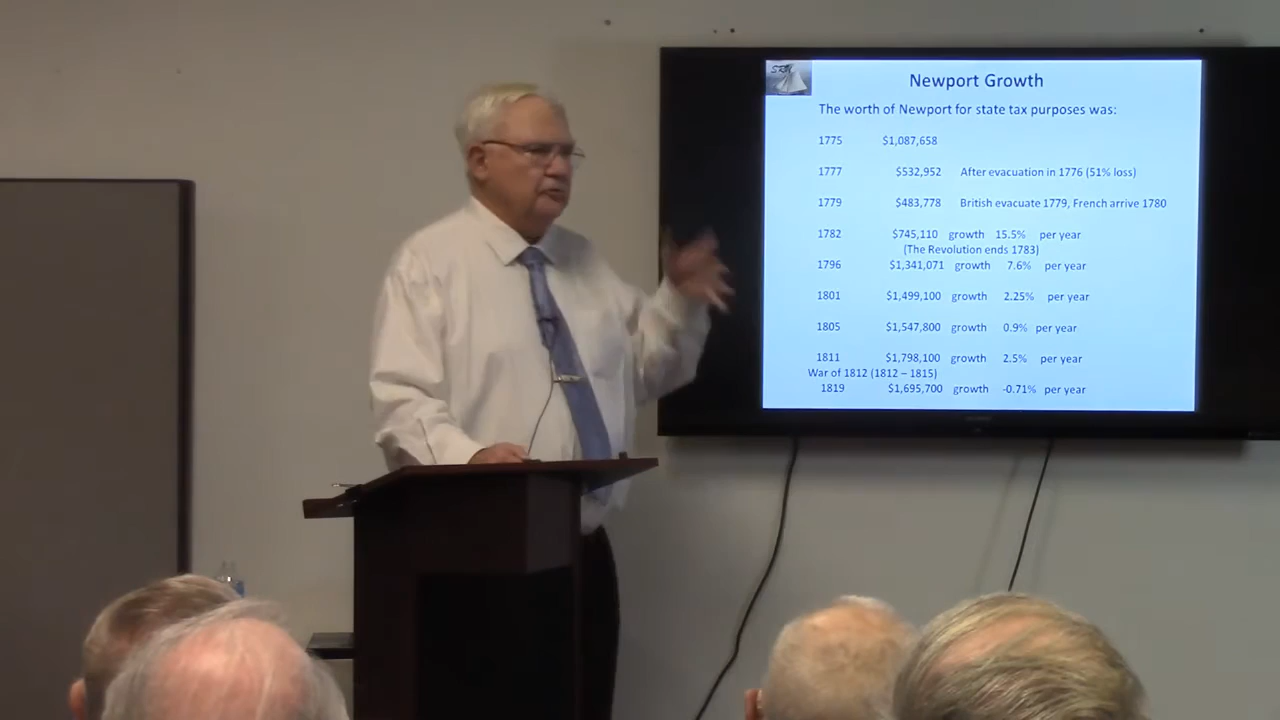 Newport Growth
The worth of Newport for state tax purposes was:
1775 $1,087,658
1777 $532,952 After evacuation in 1776 (51% loss)
1779 $483,778 British evacuate 1779, French arrive 1780
1782 $745,110 growth 15.5% per year
(The Revolution ends 1783)
1796 $1,341,071 growth 7.6% per year
1801 $1,499,100 growth 2.25% per year
1805 $1,547,800 growth 0.9% per year
1811 $1,798,100 growth 2.5% per year
War of 1812 (1812 – 1815)
1819 $1,695,700 growth -0.71% per year